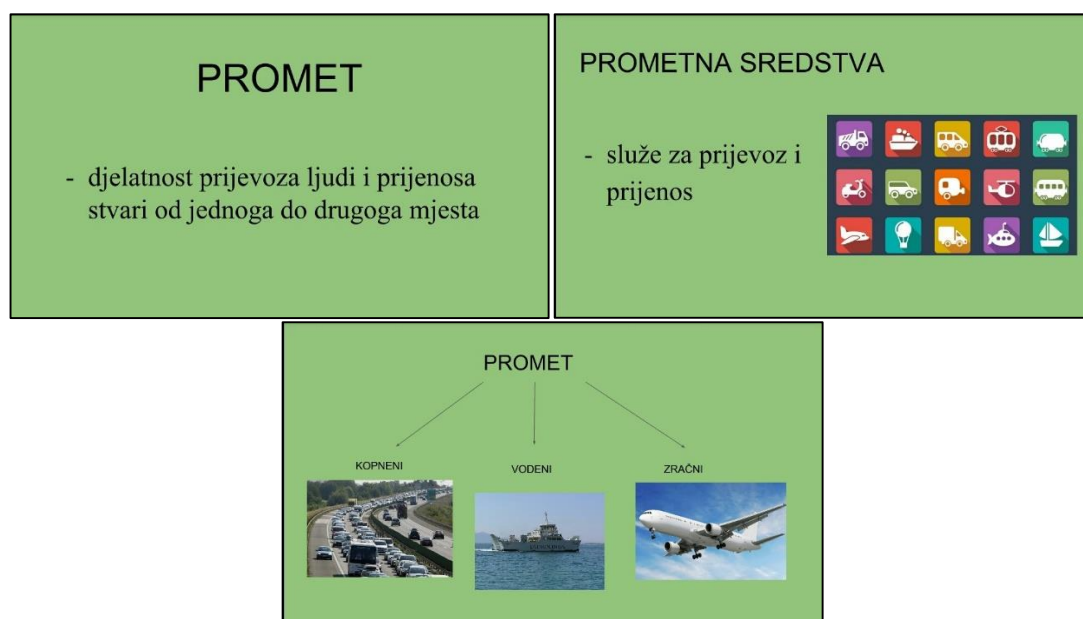 PROMET
- djelatnost prijevoza ljudi i prijenosa
stvari od jednoga do drugoga mjesta
PROMETNA SREDSTVA
- služe za prijevoz i
prijenos
PROMET
KOPNENI
VODENI
ZRAČNI